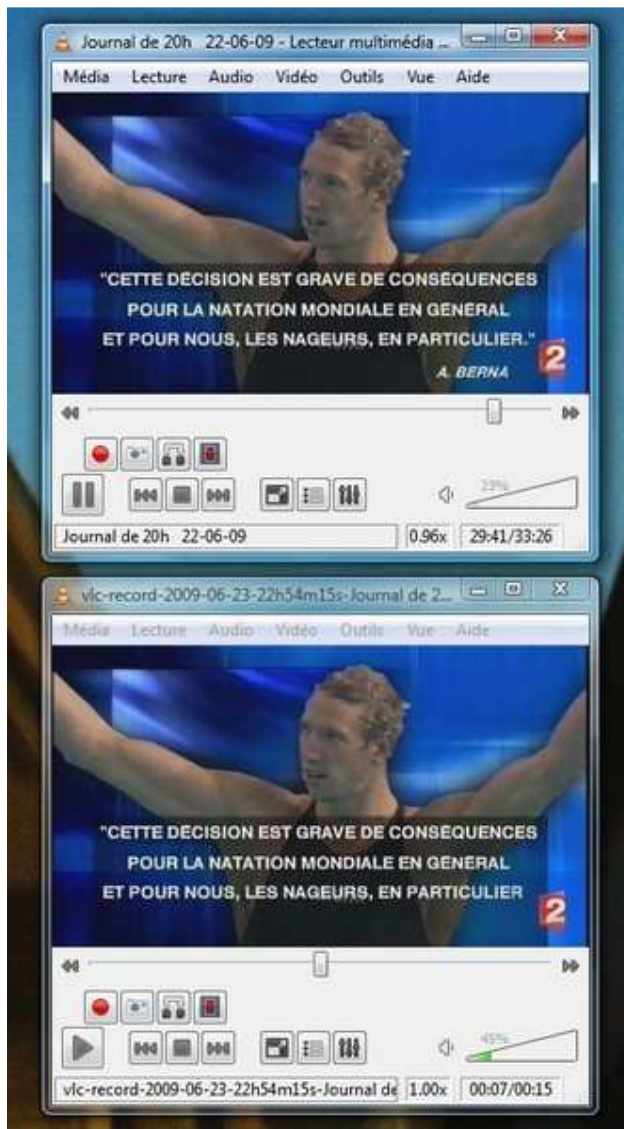 Journal de 20h 22-06-09 - Lecteur multimédia ...
Média Lecture Audio Vidéo Outils Vue Aide
"CETTE DÉCISION EST GRAVE DE CONSÉQUENCES
POUR LA NATATION MONDIALE EN GÉNÉRAL
ET POUR NOUS, LES NAGEURS, EN PARTICULIER."
2
A. BERNA
23%
Journal de 20h 22-06-09 0.96x 29:41/33:26
vlc-record-2009-06-23-22h54m15s-Journal de 2...
Média Lecture Audio Vidéo Outils Vue Aide
"CETTE DÉCISION EST GRAVE DE CONSÉQUENCES
POUR LA NATATION MONDIALE EN GÉNÉRAL
ET POUR NOUS, LES NAGEURS, EN PARTICULIER
2
45%
vlc-record-2009-06-23-22h54m15s-Journal de 1.00x 00:07/00:15